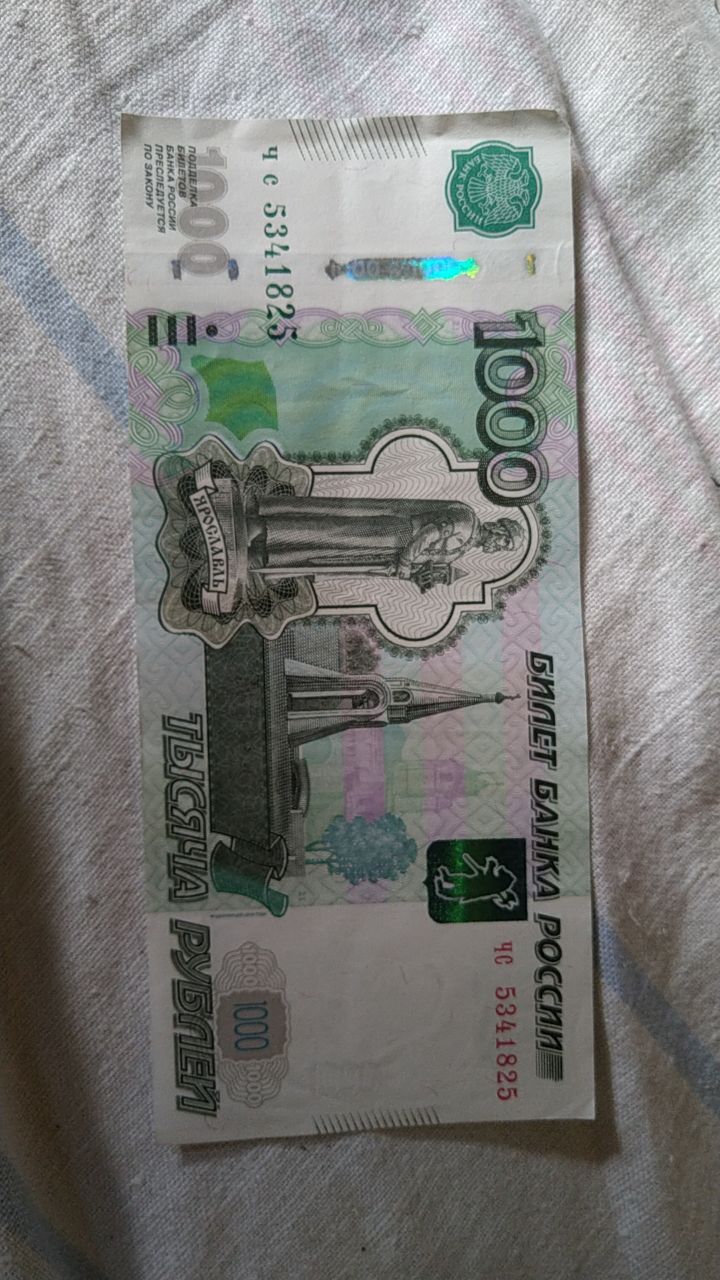 БИЛЕТ БАНКА РОССИИ
1000
чс 5341825
БАНК РОССИИ
чс 5341825
1000
ПОДДЕЛКА
БИЛЕТОВ
БАНКА РОССИИ
ПРЕСЛЕДУЕТСЯ
ПО ЗАКОНУ
ЯРОСЛАВЛЬ
1000 1000 1000
ТЫСЯЧА РУБЛЕЙ